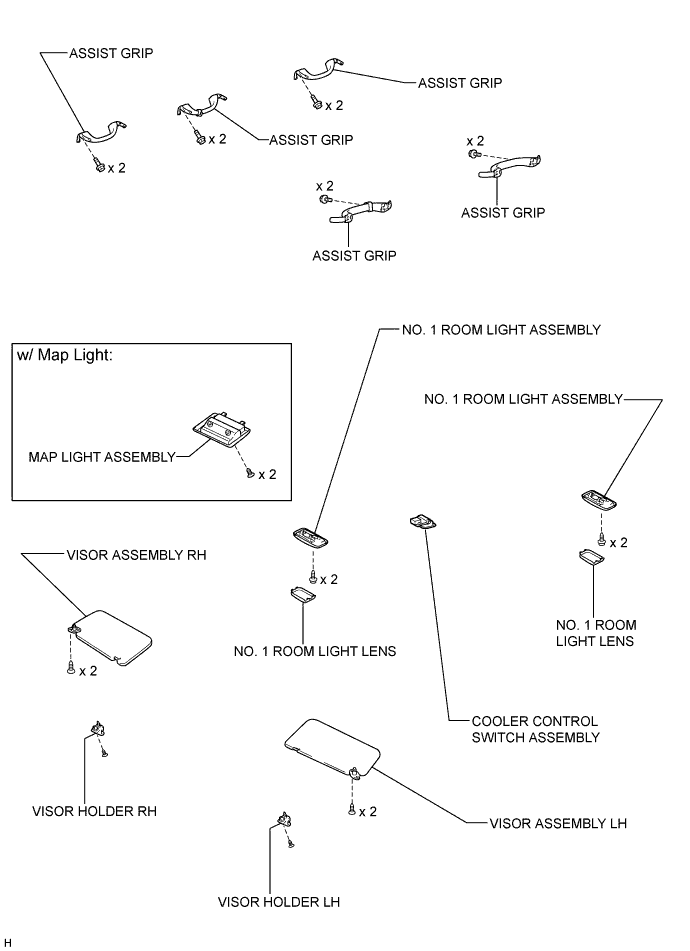 ASSIST GRIP
ASSIST GRIP
x 2
ASSIST GRIP
x 2
x 2
x 2
x 2
ASSIST GRIP
ASSIST GRIP
NO. 1 ROOM LIGHT ASSEMBLY
w/ Map Light:
NO. 1 ROOM LIGHT ASSEMBLY
MAP LIGHT ASSEMBLY
x 2
x 2
VISOR ASSEMBLY RH
x 2
NO. 1 ROOM
LIGHT LENS
NO. 1 ROOM LIGHT LENS
x 2
COOLER CONTROL
SWITCH ASSEMBLY
VISOR HOLDER RH
x 2
VISOR ASSEMBLY LH
VISOR HOLDER LH
H